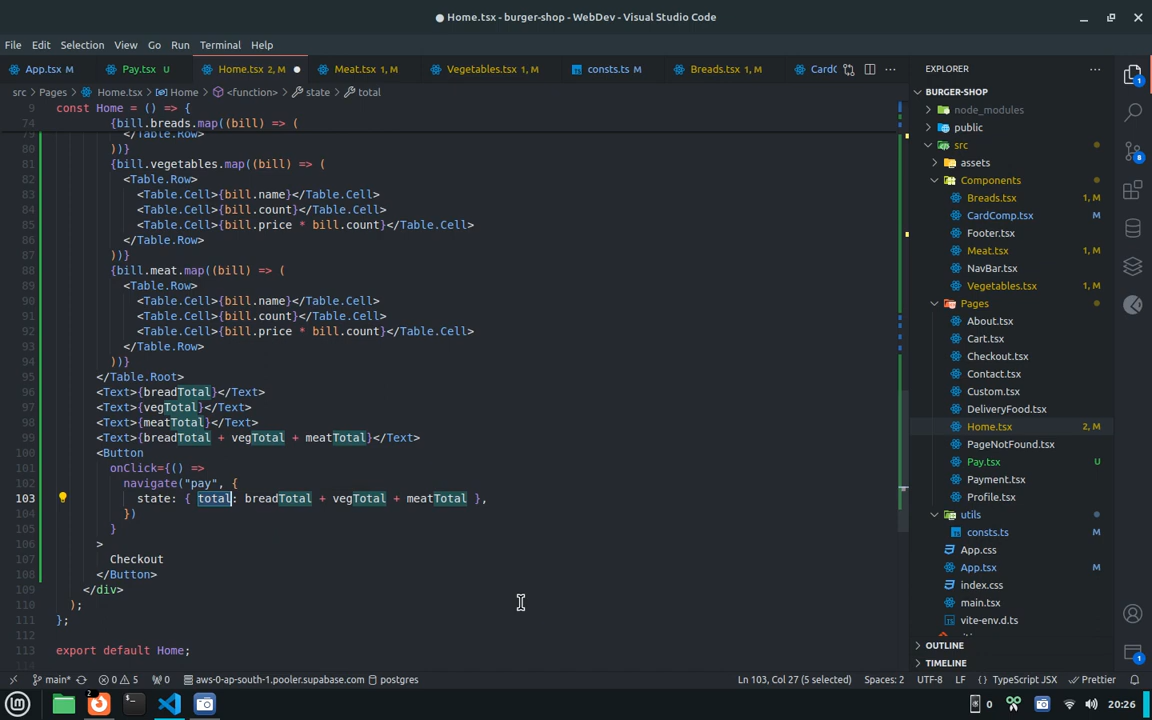 ● Home.tsx - burger-shop - WebDev - Visual Studio Code
File Edit Selection View Go Run Terminal Help
App.tsx M Pay.tsx U Home.tsx 2, M ● Meat.tsx 1, M Vegetables.tsx 1, M consts.ts M Breads.tsx 1, M CardC
src > Pages > Home.tsx > Home > <function> > state > total
9 const Home = () => {
74 {bill.breads.map((bill) => (
79 </Table.Row>
80 ))}
81 {bill.vegetables.map((bill) => (
82 <Table.Row>
83 <Table.Cell>{bill.name}</Table.Cell>
84 <Table.Cell>{bill.count}</Table.Cell>
85 <Table.Cell>{bill.price * bill.count}</Table.Cell>
86 </Table.Row>
87 ))}
88 {bill.meat.map((bill) => (
89 <Table.Row>
90 <Table.Cell>{bill.name}</Table.Cell>
91 <Table.Cell>{bill.count}</Table.Cell>
92 <Table.Cell>{bill.price * bill.count}</Table.Cell>
93 </Table.Row>
94 ))}
95 </Table.Root>
96 <Text>{breadTotal}</Text>
97 <Text>{vegTotal}</Text>
98 <Text>{meatTotal}</Text>
99 <Text>{breadTotal + vegTotal + meatTotal}</Text>
100 <Button
101 onClick={() =>
102 navigate("pay", {
103 state: { total: breadTotal + vegTotal + meatTotal },
104 })
105 }
106 >
107 Checkout
108 </Button>
109 </div>
110 );
111 };
112
113 export default Home;
114
EXPLORER
BURGER-SHOP
node_modules
public
src
assets
Components
Breads.tsx 1, M
CardComp.tsx M
Footer.tsx
Meat.tsx 1, M
NavBar.tsx
Vegetables.tsx 1, M
Pages
About.tsx
Cart.tsx
Checkout.tsx
Contact.tsx
Custom.tsx
DeliveryFood.tsx
Home.tsx 2, M
PageNotFound.tsx
Pay.tsx U
Payment.tsx
Profile.tsx
utils
consts.ts M
App.css
App.tsx M
index.css
main.tsx
vite-env.d.ts
OUTLINE
TIMELINE
1
8
1
main* 0 5 0 aws-0-ap-south-1.pooler.supabase.com postgres Ln 103, Col 27 (5 selected) Spaces: 2 UTF-8 LF {} TypeScript JSX Prettier
2 0 20:26